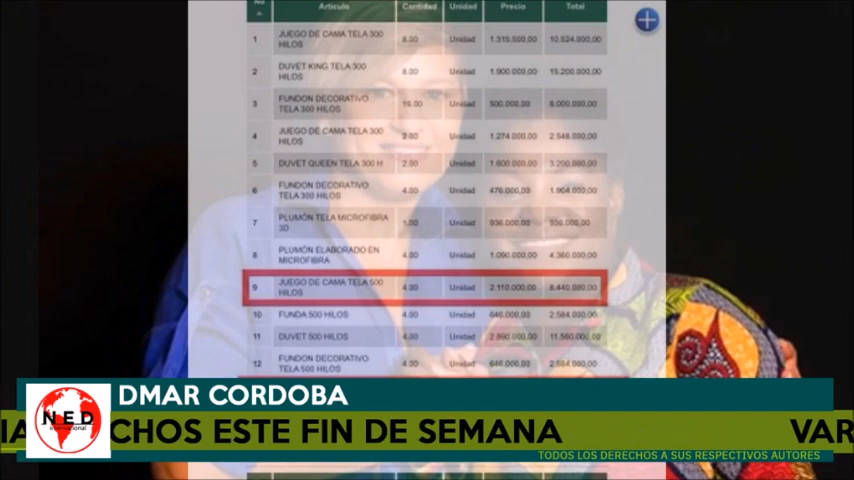 No Artículo Cantidad Unidad Precio Total
1 JUEGO DE CAMA TELA 300 HILOS 8.00 Unidad 1.315.500,00 10.524.000,00
2 DUVET KING TELA 300 HILOS 8.00 Unidad 1.900.000,00 15.200.000,00
3 FUNDON DECORATIVO TELA 300 HILOS 16.00 Unidad 500.000,00 8.000.000,00
4 JUEGO DE CAMA TELA 300 HILOS 2.00 Unidad 1.274.000,00 2.548.000,00
5 DUVET QUEEN TELA 300 H 2.00 Unidad 1.600.000,00 3.200.000,00
6 FUNDON DECORATIVO TELA 300 HILOS 4.00 Unidad 476.000,00 1.904.000,00
7 PLUMÓN TELA MICROFIBRA 3D 1.00 Unidad 936.000,00 936.000,00
8 PLUMÓN ELABORADO EN MICROFIBRA 4.00 Unidad 1.090.000,00 4.360.000,00
9 JUEGO DE CAMA TELA 500 HILOS 4.00 Unidad 2.110.000,00 8.440.000,00
10 FUNDA 500 HILOS 4.00 Unidad 646.000,00 2.584.000,00
11 DUVET 500 HILOS 4.00 Unidad 2.890.000,00 11.560.000,00
12 FUNDON DECORATIVO TELA 500 HILOS 4.00 Unidad 646.000,00 2.584.000,00
DMAR CORDOBA
NED
international
IA
CHOS ESTE FIN DE SEMANA
VAR
TODOS LOS DERECHOS A SUS RESPECTIVOS AUTORES